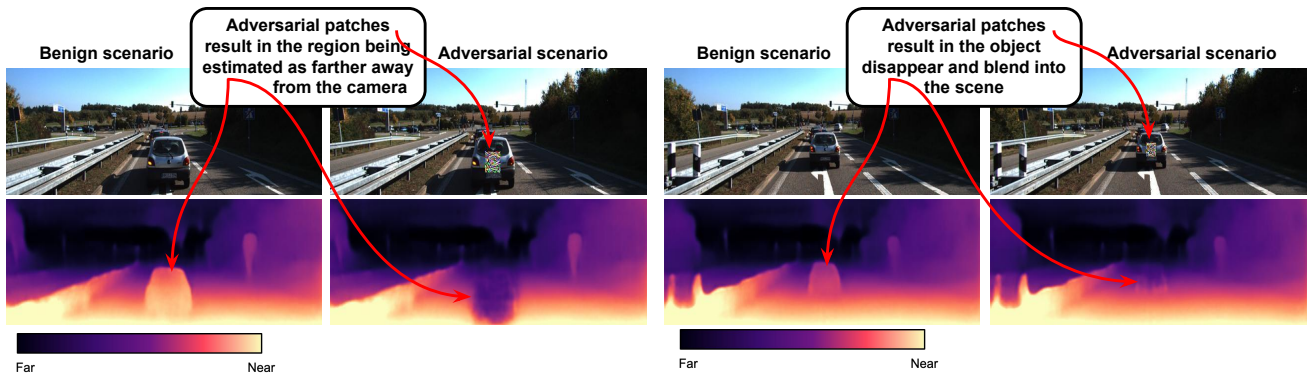 Adversarial patches
result in the region being
estimated as farther away
from the camera
Benign scenario
Adversarial scenario
Far
Near
Adversarial patches
result in the object
disappear and blend into
the scene
Benign scenario
Adversarial scenario
Far
Near